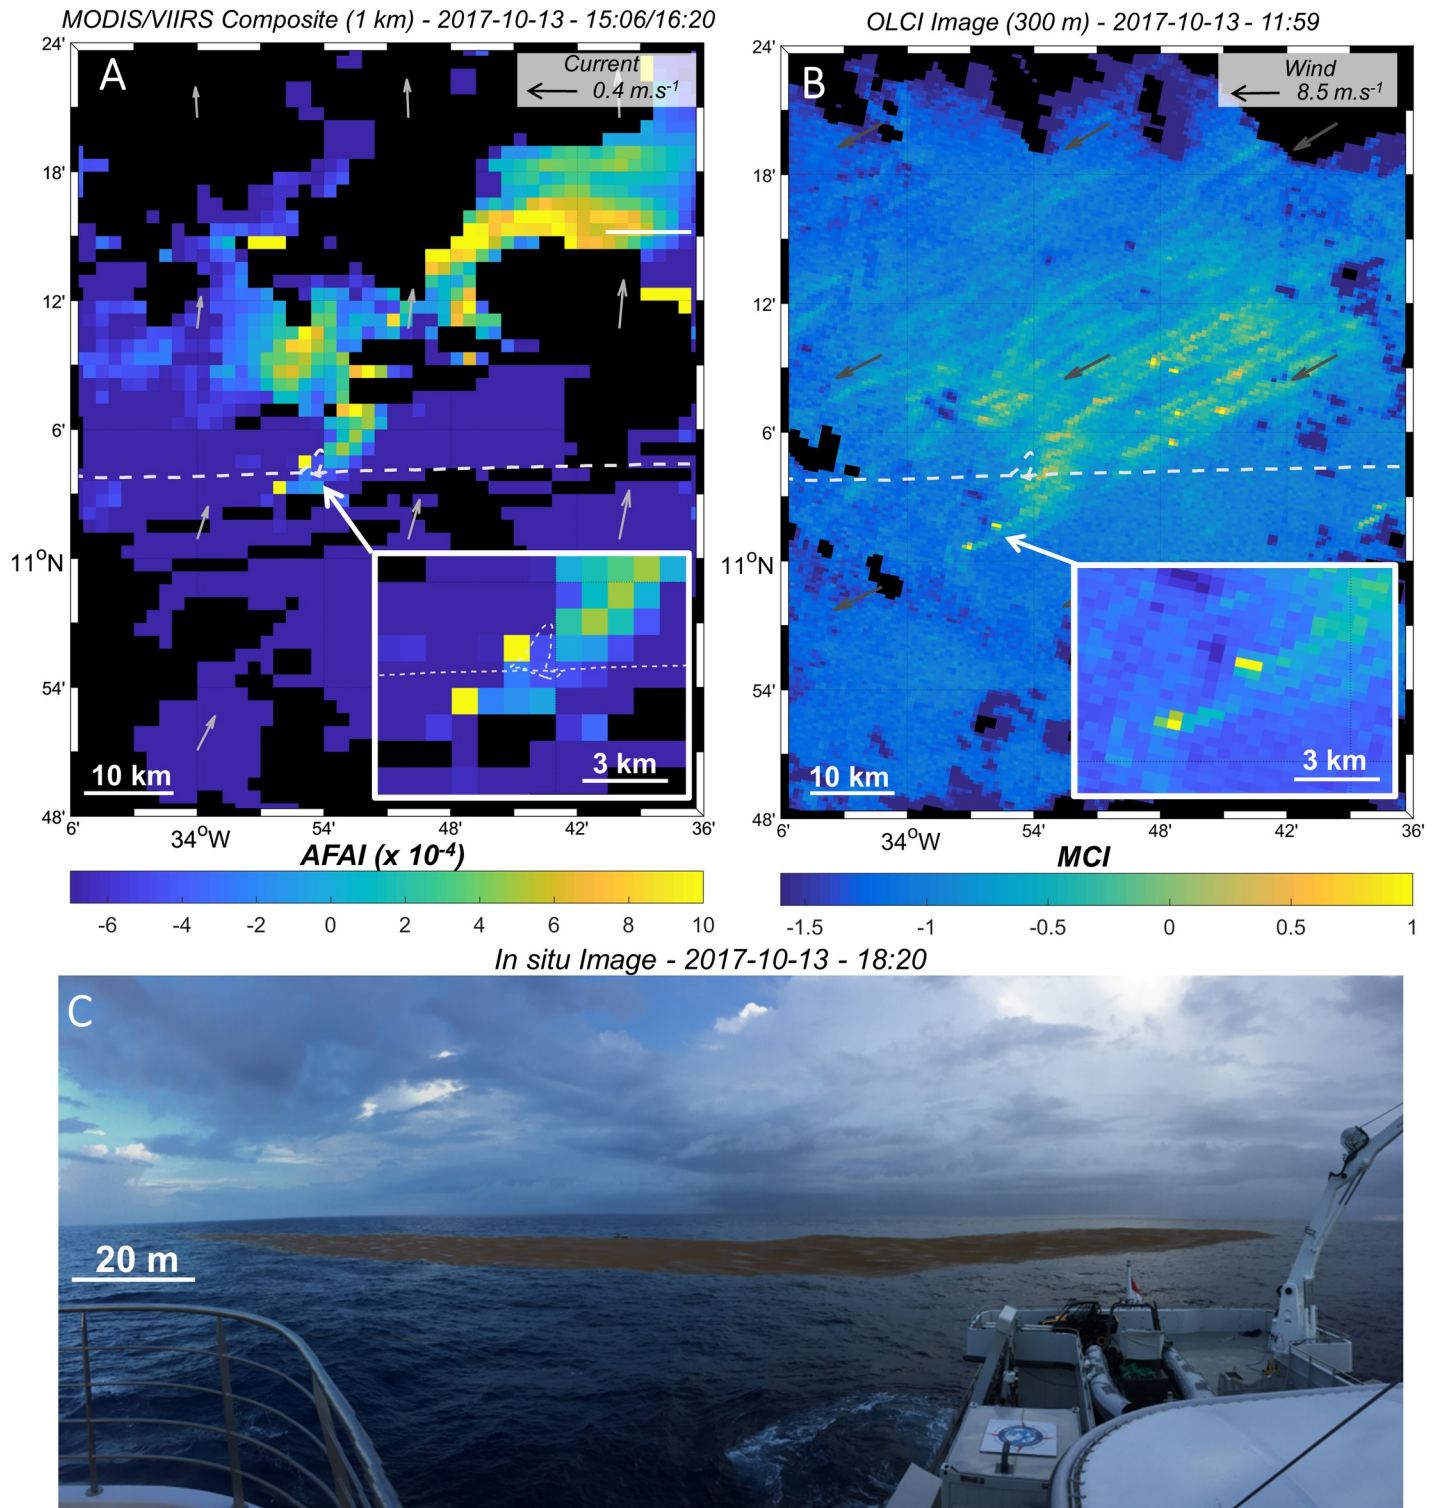 MODIS/VIIRS Composite (1 km) - 2017-10-13 - 15:06/16:20
A
Current
0.4 m.s-1
24'
18'
12'
6'
11oN
54'
48'
10 km
3 km
6'
34oW
54'
48'
42'
36'
AFAI (x 10-4)
-6 -4 -2 0 2 4 6 8 10
OLCI Image (300 m) - 2017-10-13 - 11:59
B
Wind
8.5 m.s-1
24'
18'
12'
6'
11oN
54'
48'
10 km
3 km
6'
34oW
54'
48'
42'
36'
MCI
-1.5 -1 -0.5 0 0.5 1
In situ Image - 2017-10-13 - 18:20
C
20 m